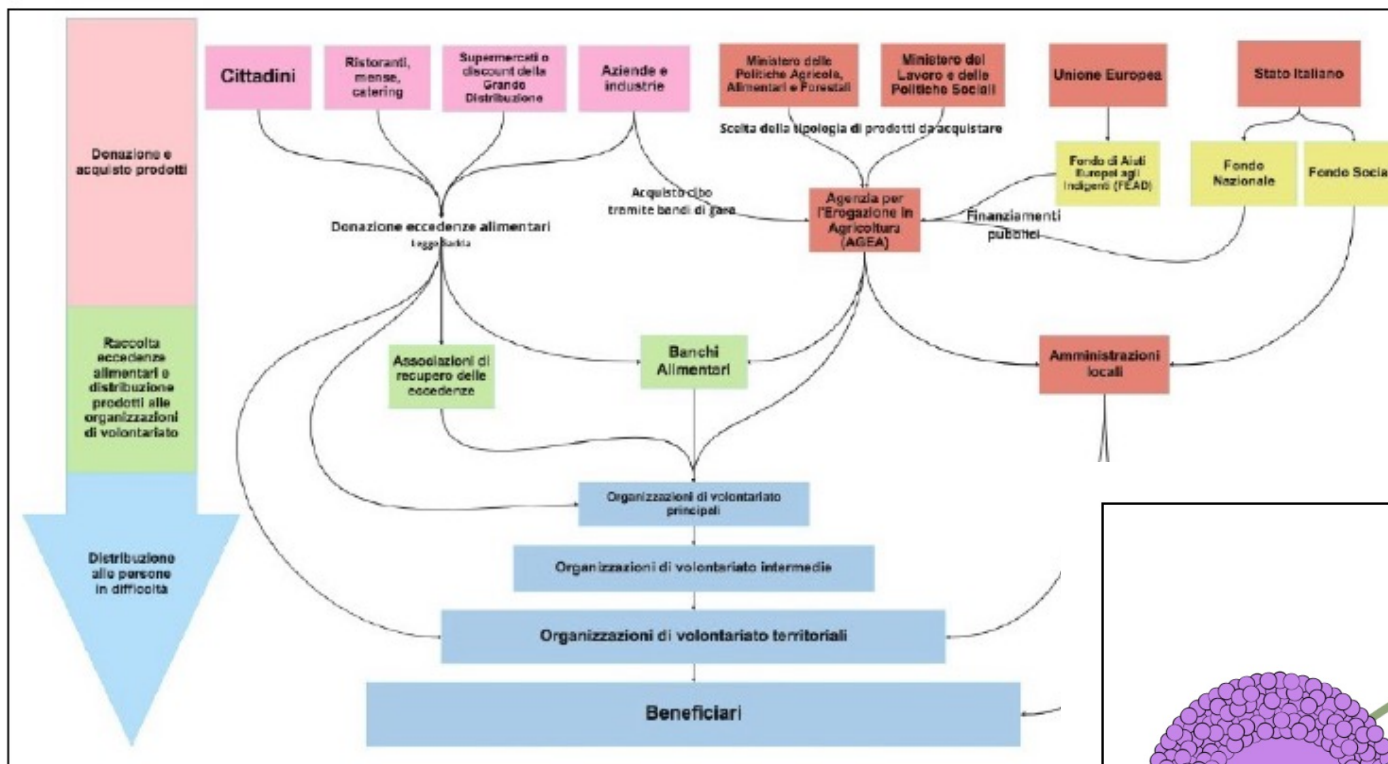 Cittadini
Ristoranti,
mense,
catering
Supermercati o
discount della
Grande
Distribuzione
Aziende e
industrie
Ministero delle
Politiche Agricole,
Alimentari e Forestali
Ministero del
Lavoro e delle
Politiche Sociali
Unione Europea
Stato Italiano
Scelta della tipologia di prodotti da acquistare
Donazione e
acquisto prodotti
Fondo di Aiuti
Europei agli
Indigenti (FEAD)
Fondo
Nazionale
Fondo Social
Acquisto cibo
tramite bandi di gara
Agenzia per
l'Erogazione in
Agricoltura
(AGEA)
Finanziamenti
pubblici
Donazione eccedenze alimentari
Legge Gadda
Raccolta
eccedenze
alimentari e
distribuzione
prodotti alle
organizzazioni
di volontariato
Associazioni di
recupero delle
eccedenze
Banchi
Alimentari
Amministrazioni
locali
Organizzazioni di volontariato
principali
Distribuzione
alle persone
in difficoltà
Organizzazioni di volontariato intermedie
Organizzazioni di volontariato territoriali
Beneficiari